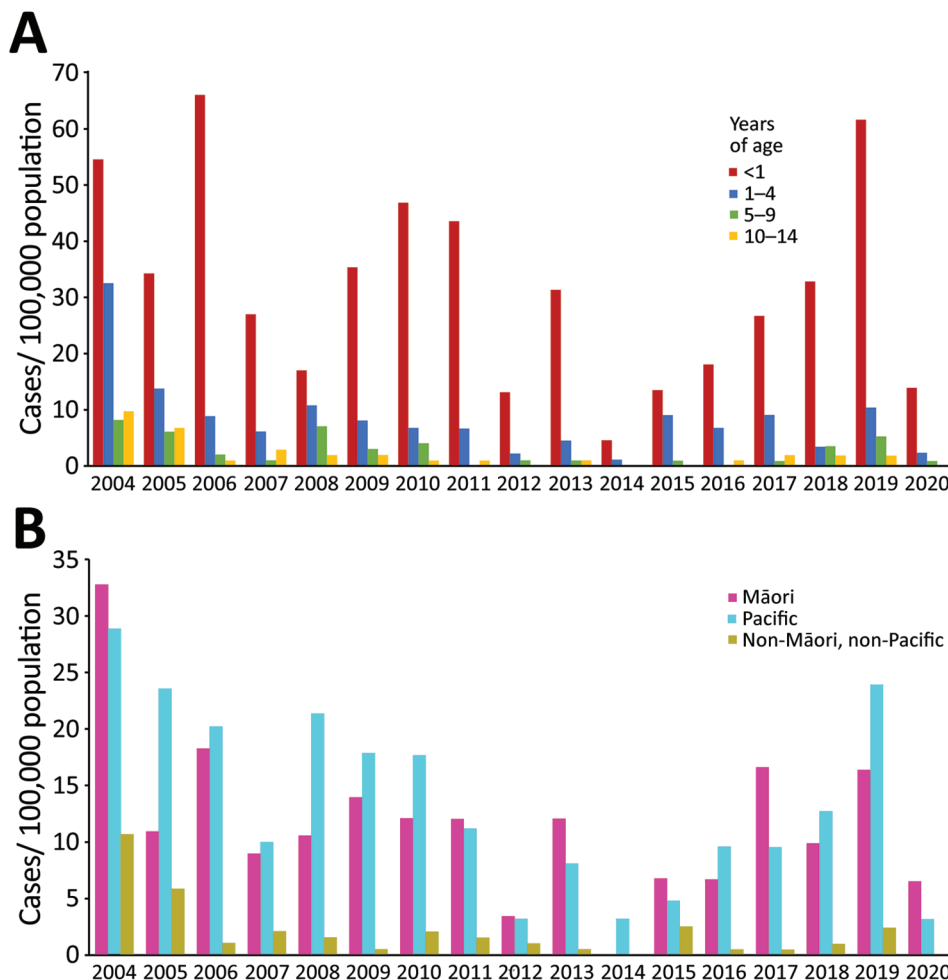 A
Cases/ 100,000 population
70
60
50
40
30
20
10
0
Years
of age
<1
1–4
5–9
10–14
2004 2005 2006 2007 2008 2009 2010 2011 2012 2013 2014 2015 2016 2017 2018 2019 2020
B
Cases/ 100,000 population
35
30
25
20
15
10
5
0
Māori
Pacific
Non-Māori, non-Pacific
2004 2005 2006 2007 2008 2009 2010 2011 2012 2013 2014 2015 2016 2017 2018 2019 2020